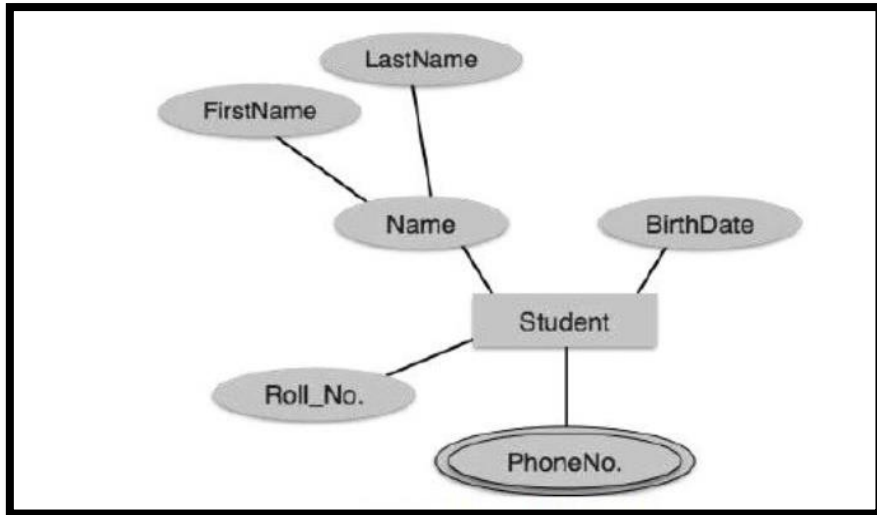 LastName
FirstName
Name
BirthDate
Student
Roll_No.
PhoneNo.